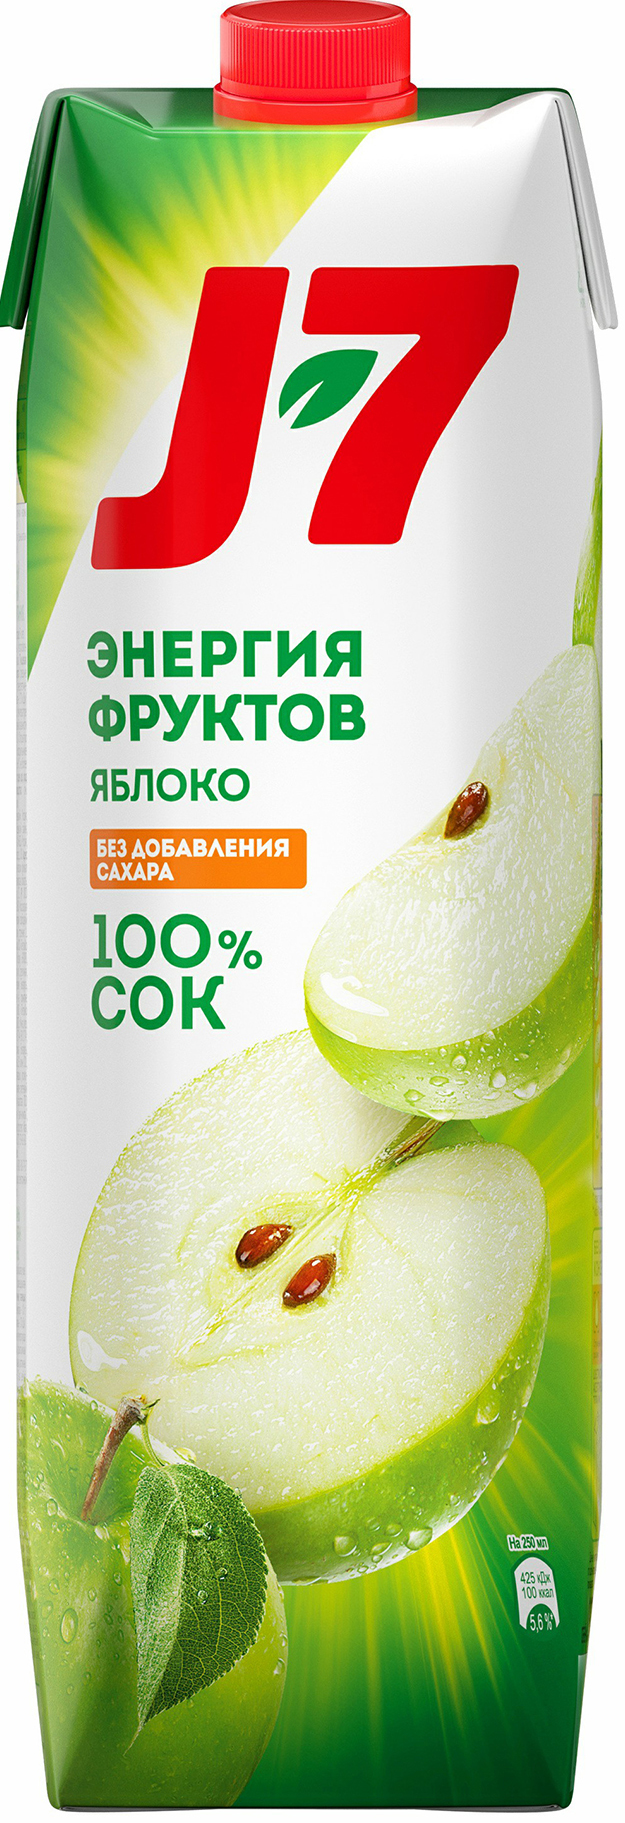 J7
ЭНЕРГИЯ
ФРУКТОВ
ЯБЛОКО
БЕЗ ДОБАВЛЕНИЯ
САХАРА
100%
СОК
На 250 мл
425 кДж
100 ккал
5,6 %*